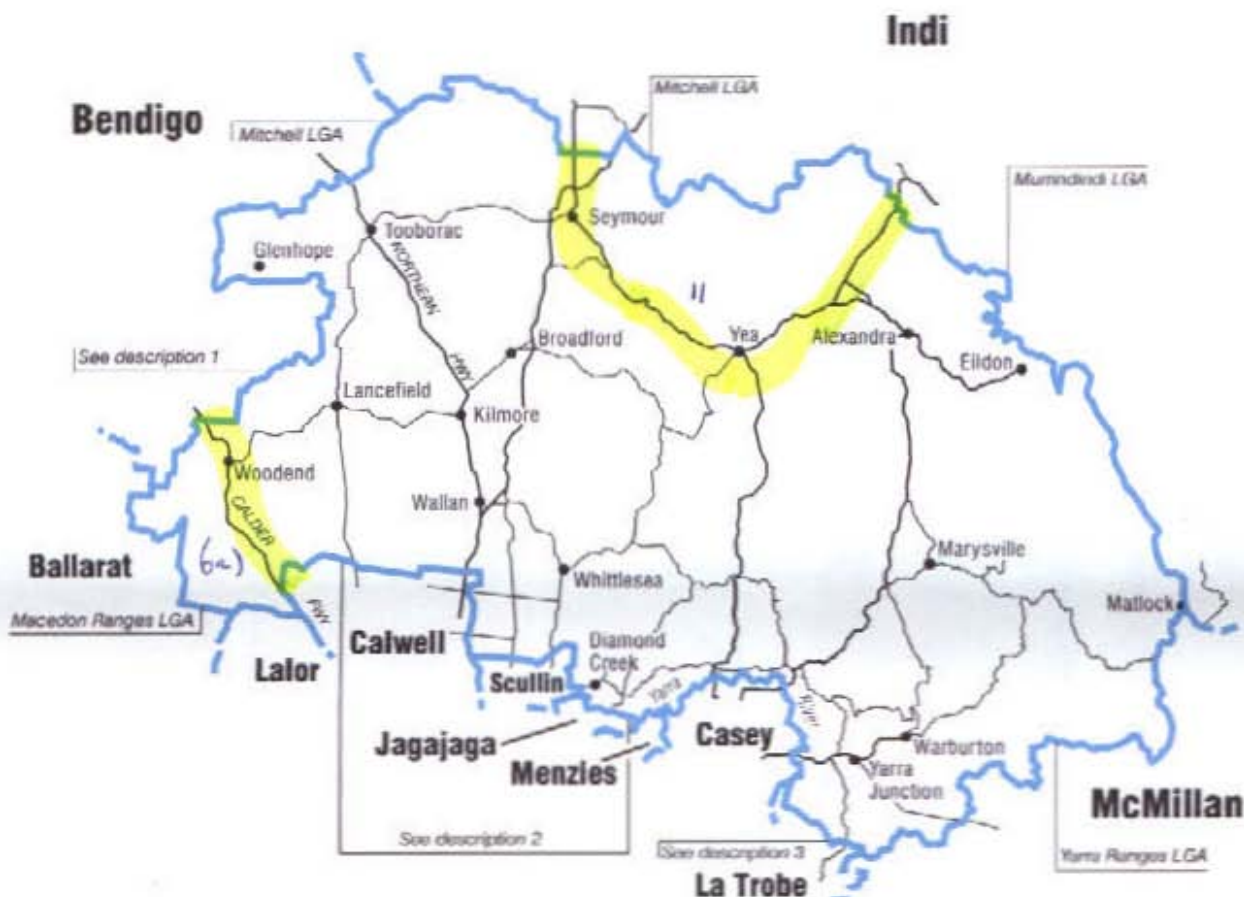 Indi
Bendigo
Mitchell LGA
Mitchell LGA
Murrindindi LGA
Seymour
Tooborac
Glenhope
NORTHERN
HWY
11
Yea
Broadford
Alexandra
Eildon
See description 1
Lancefield
Kilmore
Woodend
Wallan
CALDER
FWY
6a)
Ballarat
Macedon Ranges LGA
Whittlesea
Marysville
Matlock
Calwell
Lalor
Diamond
Creek
Scullin
Yarra
River
Jagajaga
Menzies
Casey
Warburton
Yarra
Junction
McMillan
See description 2
See description 3
Yarra Ranges LGA
La Trobe